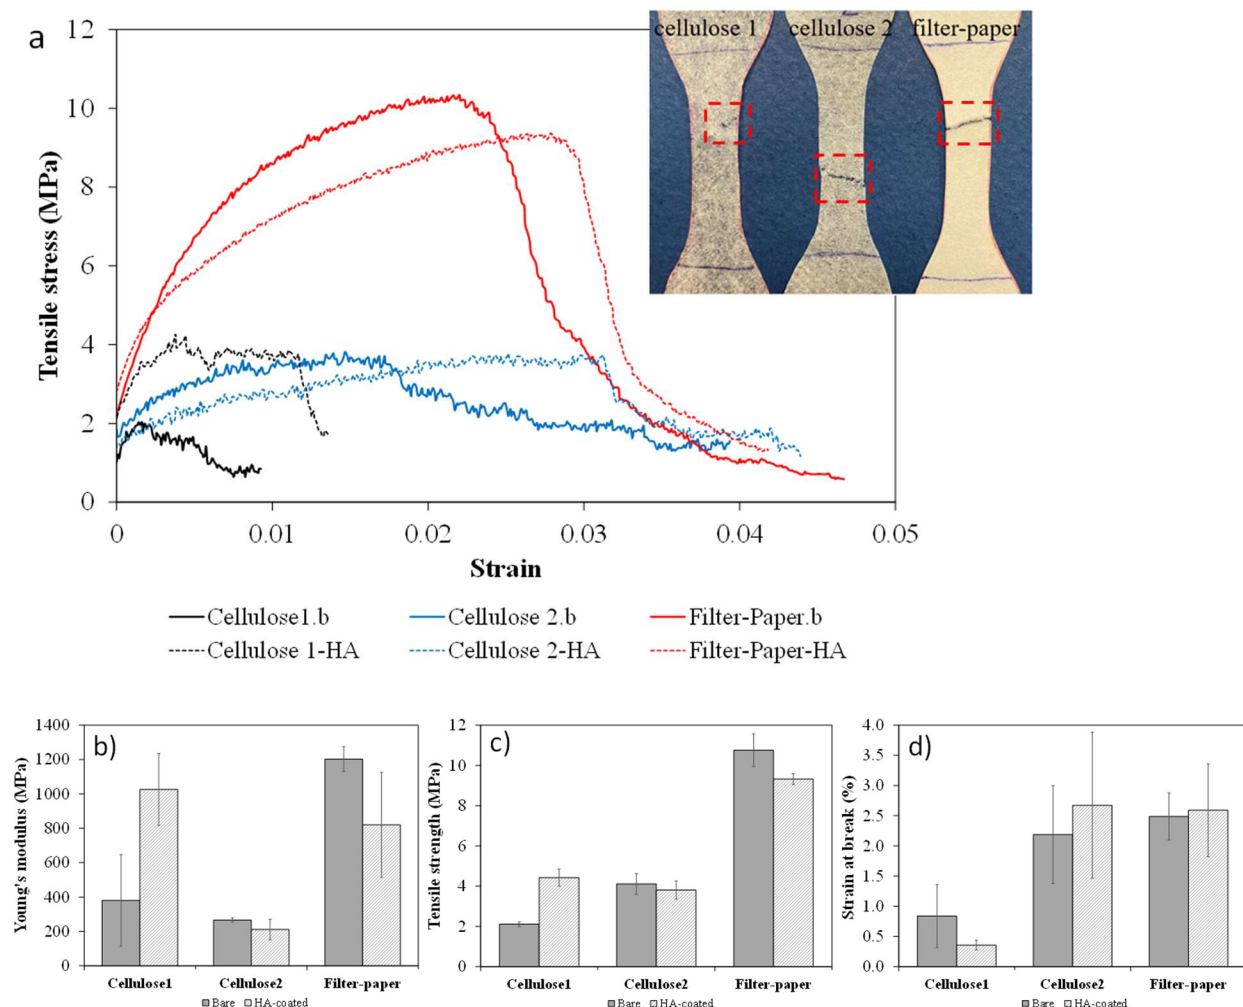 a
12
10
8
6
4
2
0
Tensile stress (MPa)
0 0.01 0.02 0.03 0.04 0.05
Strain
cellulose 1 cellulose 2 filter-paper
Cellulose1.b Cellulose 2.b Filter-Paper.b
Cellulose 1-HA Cellulose 2-HA Filter-Paper-HA
b)
1400
1200
1000
800
600
400
200
0
Young's modulus (MPa)
Cellulose1 Cellulose2 Filter-paper
Bare HA-coated
c)
12
10
8
6
4
2
0
Tensile strength (MPa)
Cellulose1 Cellulose2 Filter-paper
Bare HA-coated
d)
4.0
3.5
3.0
2.5
2.0
1.5
1.0
0.5
0.0
Strain at break (%)
Cellulose1 Cellulose2 Filter-paper
Bare HA-coated